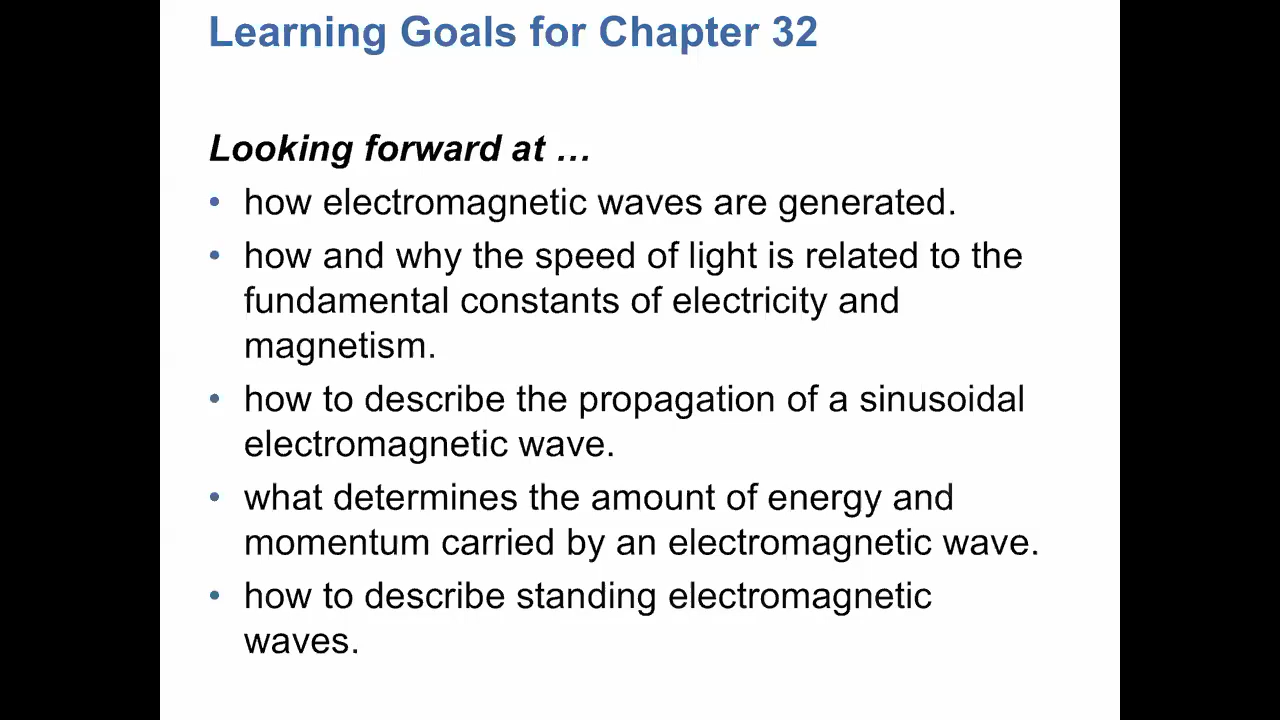 Learning Goals for Chapter 32
Looking forward at …
• how electromagnetic waves are generated.
• how and why the speed of light is related to the
fundamental constants of electricity and
magnetism.
• how to describe the propagation of a sinusoidal
electromagnetic wave.
• what determines the amount of energy and
momentum carried by an electromagnetic wave.
• how to describe standing electromagnetic
waves.